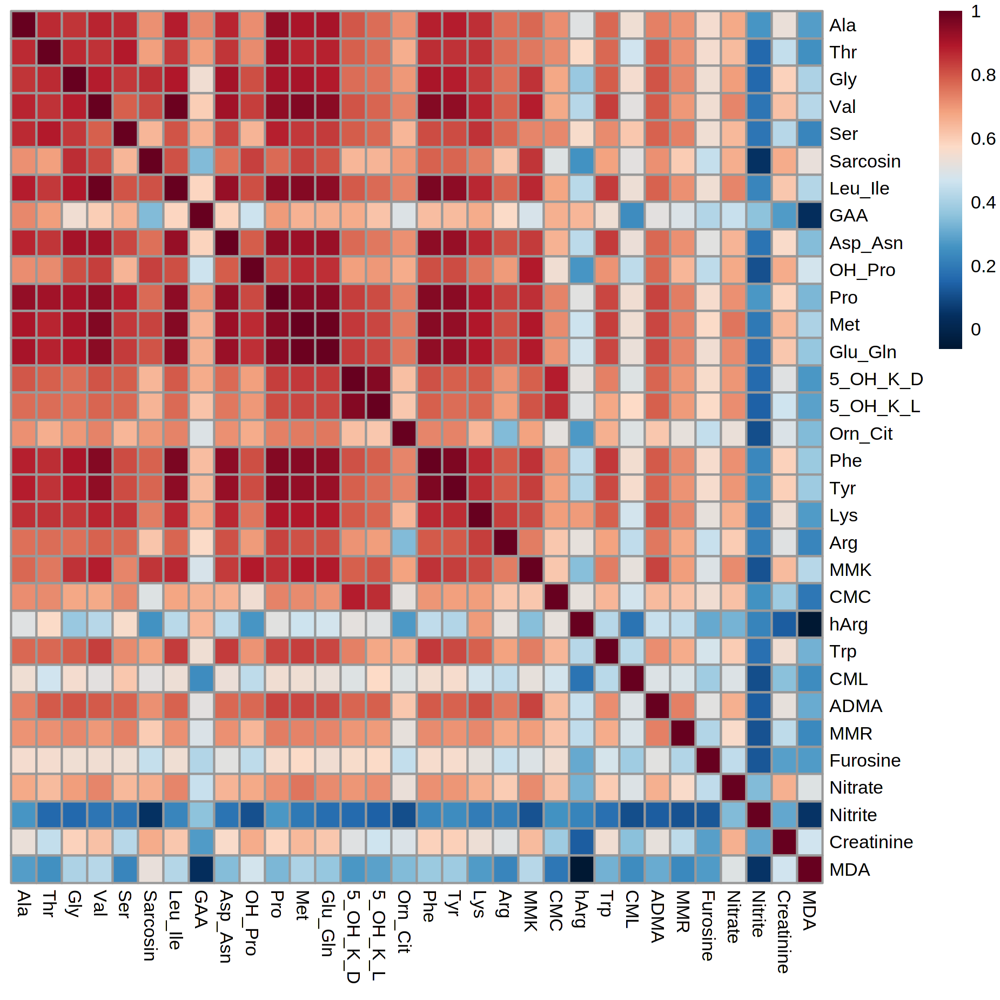 1
0.8
0.6
0.4
0.2
0
Ala
Thr
Gly
Val
Ser
Sarcosin
Leu_Ile
GAA
Asp_Asn
OH_Pro
Pro
Met
Glu_Gln
5_OH_K_D
5_OH_K_L
Orn_Cit
Phe
Tyr
Lys
Arg
MMK
CMC
hArg
Trp
CML
ADMA
MMR
Furosine
Nitrate
Nitrite
Creatinine
MDA
Ala
Thr
Gly
Val
Ser
Sarcosin
Leu_Ile
GAA
Asp_Asn
OH_Pro
Pro
Met
Glu_Gln
5_OH_K_D
5_OH_K_L
Orn_Cit
Phe
Tyr
Lys
Arg
MMK
CMC
hArg
Trp
CML
ADMA
MMR
Furosine
Nitrate
Nitrite
Creatinine
MDA